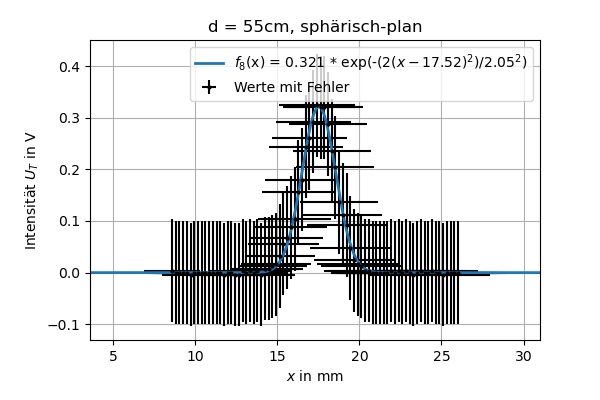 d = 55cm, sphärisch-plan
f₈(x) = 0.321 * exp(-(2(x − 17.52)²)/2.05²)
Werte mit Fehler
Intensität U_T in V
0.4
0.3
0.2
0.1
0.0
−0.1
5 10 15 20 25 30
x in mm